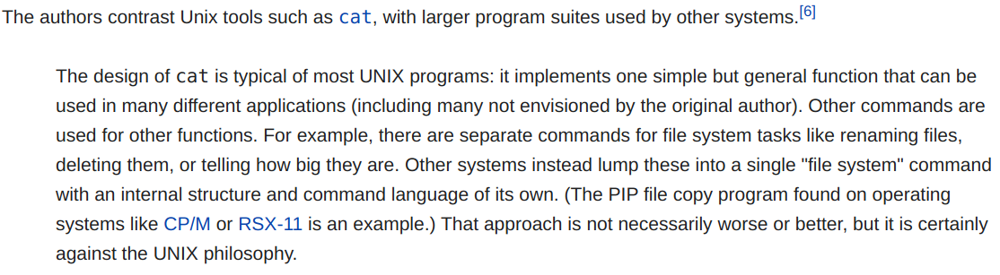 The authors contrast Unix tools such as cat, with larger program suites used by other systems.[6]
The design of cat is typical of most UNIX programs: it implements one simple but general function that can be
used in many different applications (including many not envisioned by the original author). Other commands are
used for other functions. For example, there are separate commands for file system tasks like renaming files,
deleting them, or telling how big they are. Other systems instead lump these into a single "file system" command
with an internal structure and command language of its own. (The PIP file copy program found on operating
systems like CP/M or RSX-11 is an example.) That approach is not necessarily worse or better, but it is certainly
against the UNIX philosophy.